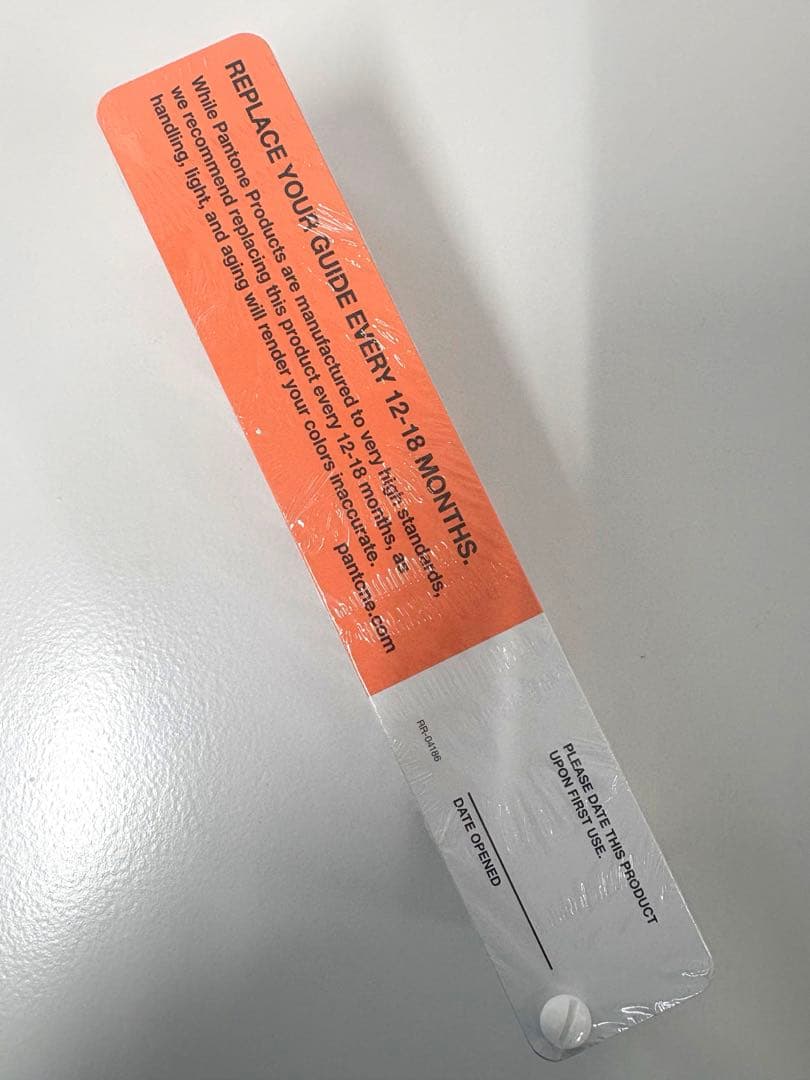 REPLACE YOUR GUIDE EVERY 12-18 MONTHS.
While Pantone Products are manufactured to very high standards,
we recommend replacing this product every 12-18 months, as
handling, light, and aging will render your colors inaccurate.
pantone.com
RR-04186
PLEASE DATE THIS PRODUCT
UPON FIRST USE.
DATE OPENED